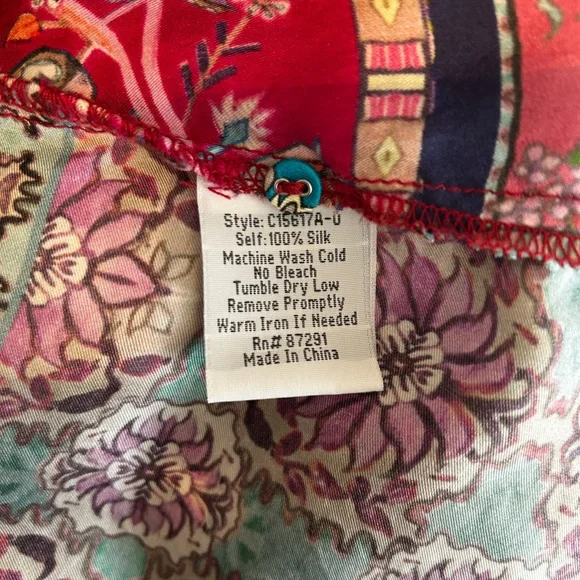 Style: C15617A-U
Self:100% Silk
Machine Wash Cold
No Bleach
Tumble Dry Low
Remove Promptly
Warm Iron If Needed
Rn# 87291
Made In China